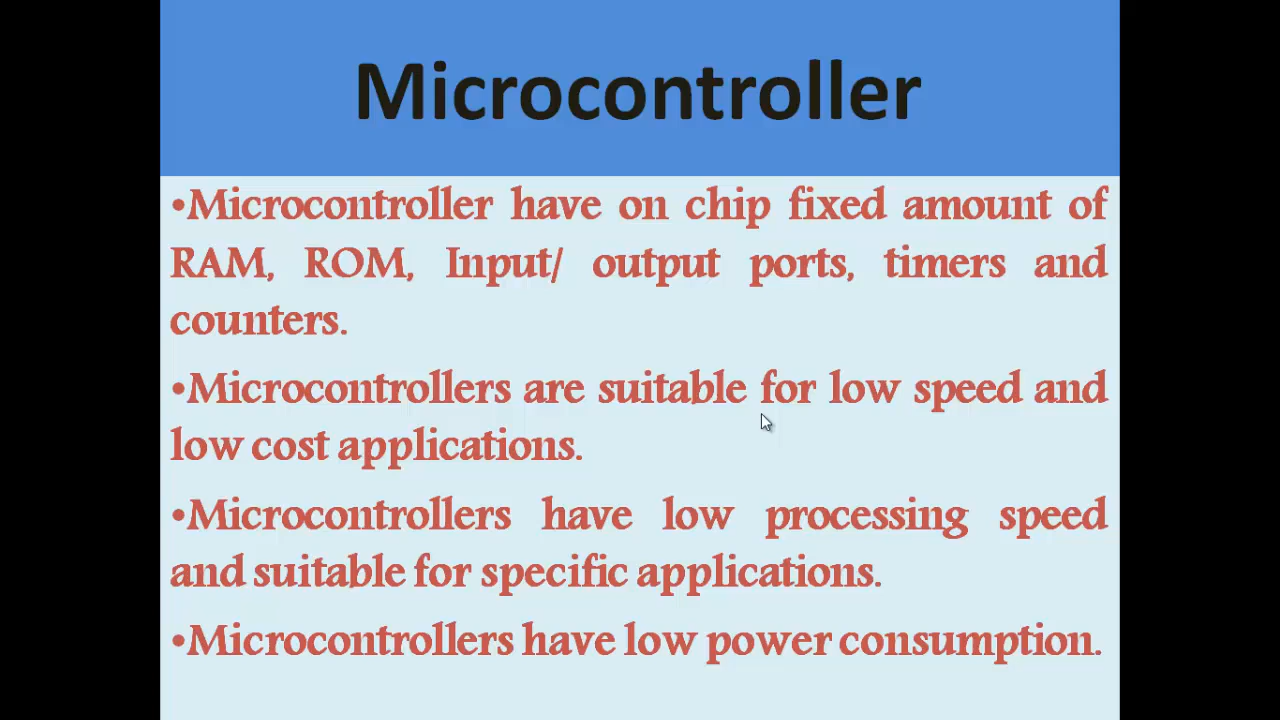 Microcontroller
•Microcontroller have on chip fixed amount of
RAM, ROM, Input/ output ports, timers and
counters.
•Microcontrollers are suitable for low speed and
low cost applications.
•Microcontrollers have low processing speed
and suitable for specific applications.
•Microcontrollers have low power consumption.